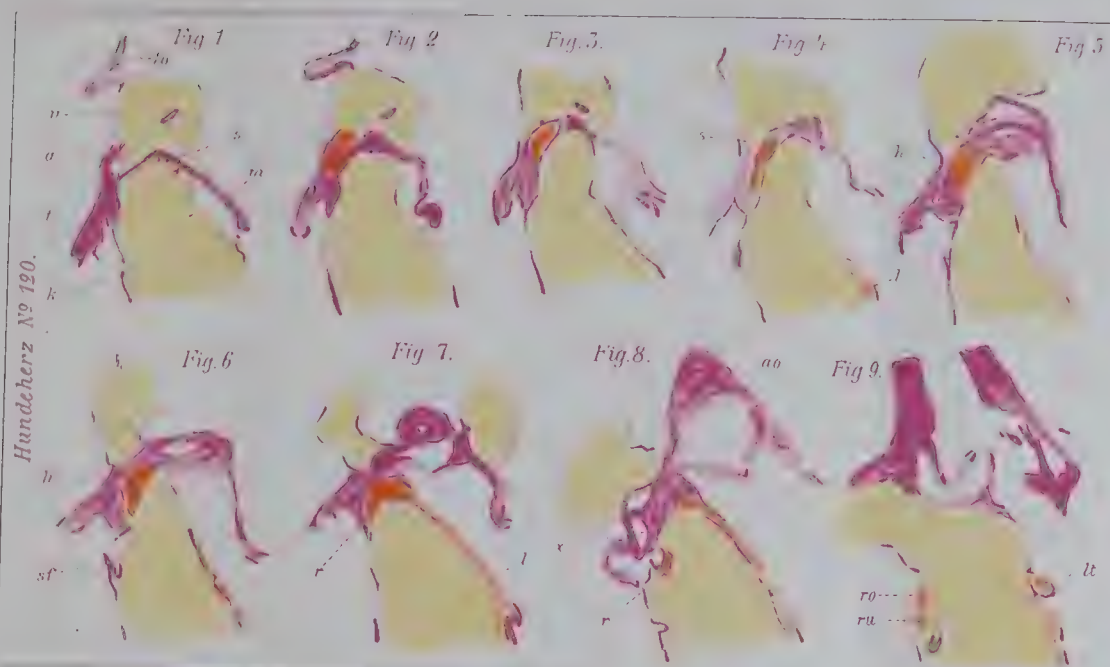 Fig 1
Fig 2
Fig. 3.
Fig 4
Fig 5
a
s
m
s
h
t
k
l
Hundeherz Nº 120.
Fig. 6
Fig 7.
Fig. 8.
ao
Fig 9.
h
sf
r
l
r
lt
ro
ru